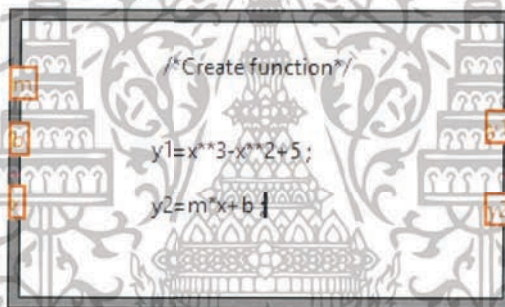 /*Create function*/
m
b
y1=x**3-x**2+5 ;
y2=m*x+b ;